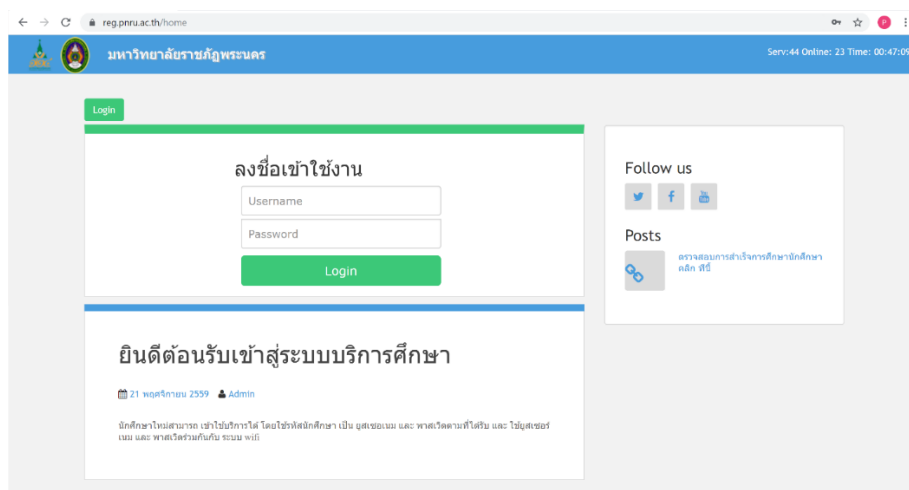 reg.pnru.ac.th/home
มหาวิทยาลัยราชภัฏพระนคร
Serv:44 Online: 23 Time: 00:47:09
Login
ลงชื่อเข้าใช้งาน
Username
Password
Login
Follow us
Posts
ตรวจสอบการสำเร็จการศึกษานักศึกษา
คลิก ที่นี้
ยินดีต้อนรับเข้าสู่ระบบบริการศึกษา
21 พฤศจิกายน 2559 Admin
นักศึกษาใหม่สามารถ เข้าใช้บริการได้ โดยใช้รหัสนักศึกษา เป็น ยูสเซอเนม และ พาสเวิดตามที่ได้รับ และ ใช้ยูสเซอร์
เนม และ พาสเวิดร่วมกันกับ ระบบ wifi